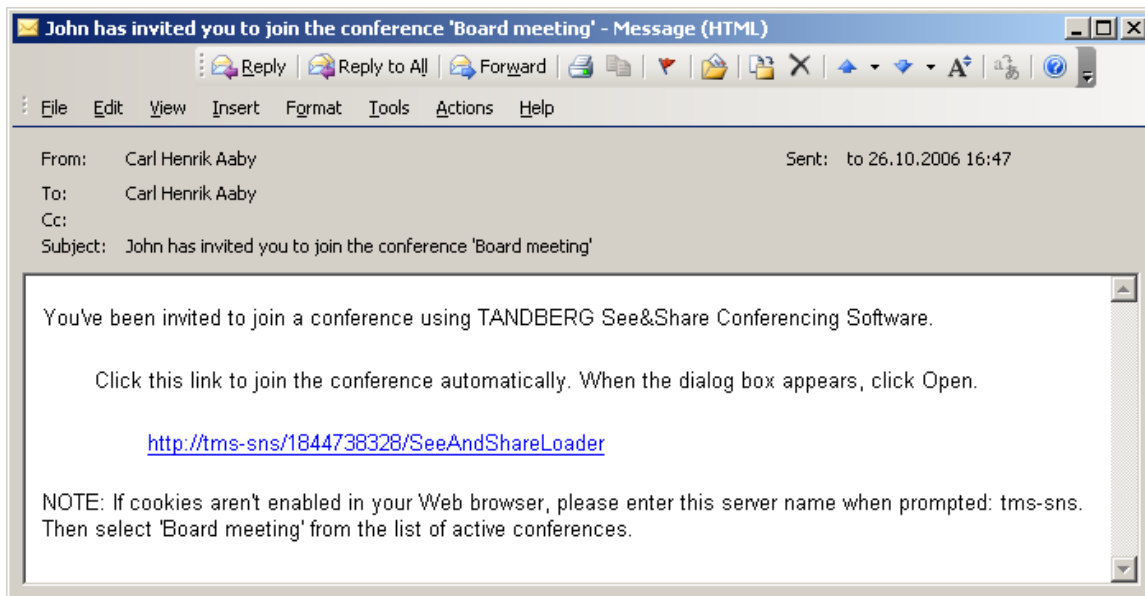 John has invited you to join the conference 'Board meeting' - Message (HTML)
Reply Reply to All Forward
File Edit View Insert Format Tools Actions Help
From: Carl Henrik Aaby Sent: to 26.10.2006 16:47
To: Carl Henrik Aaby
Cc:
Subject: John has invited you to join the conference 'Board meeting'
You've been invited to join a conference using TANDBERG See&Share Conferencing Software.
Click this link to join the conference automatically. When the dialog box appears, click Open.
http://tms-sns/1844738328/SeeAndShareLoader
NOTE: If cookies aren't enabled in your Web browser, please enter this server name when prompted: tms-sns.
Then select 'Board meeting' from the list of active conferences.